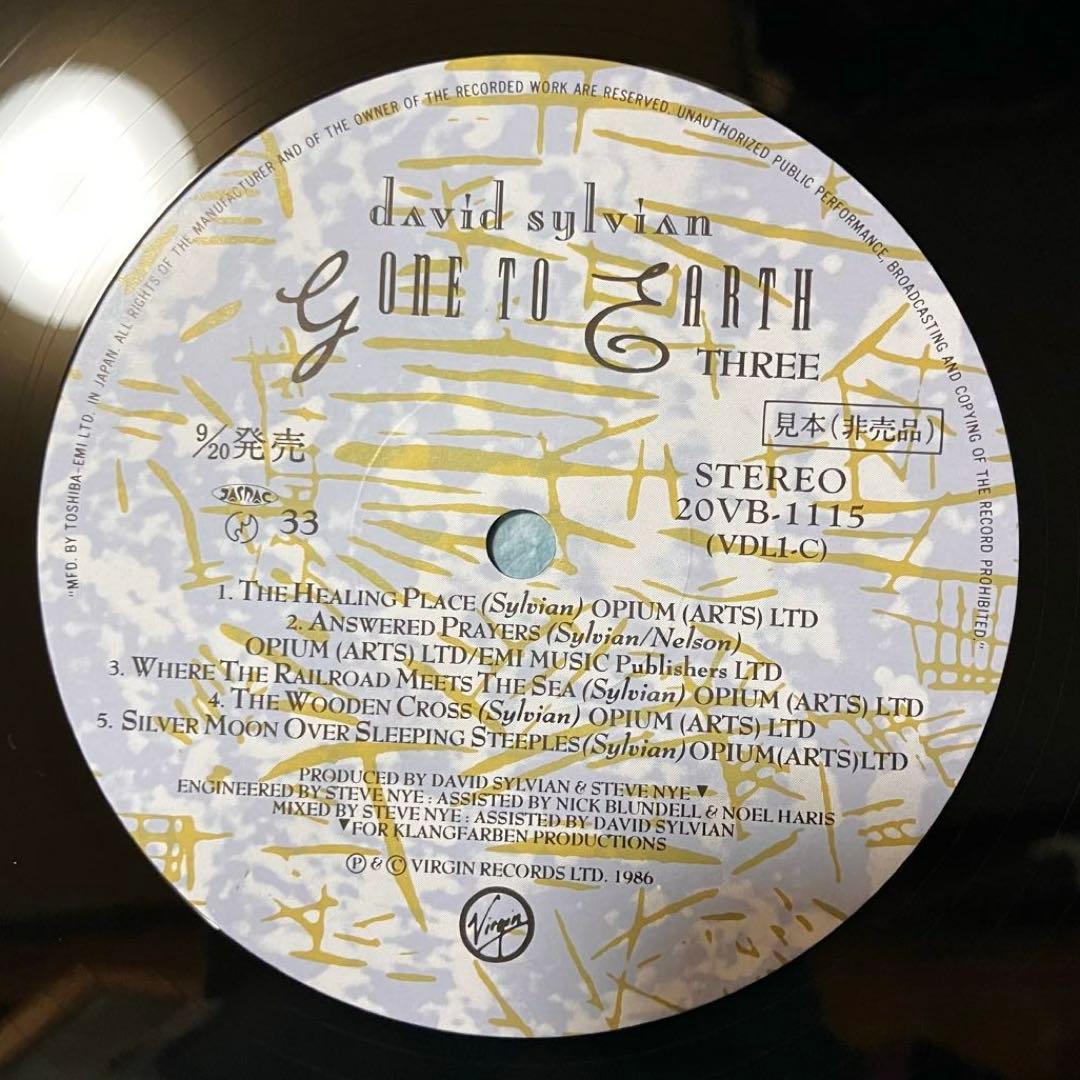 "MFD. BY TOSHIBA-EMI LTD. IN JAPAN. ALL RIGHTS OF THE MANUFACTURER AND OF THE OWNER OF THE RECORDED WORK ARE RESERVED. UNAUTHORIZED PUBLIC PERFORMANCE, BROADCASTING AND COPYING OF THE RECORD PROHIBITED."
david sylvian
GONE TO EARTH
THREE
見本(非売品)
9/20発売
STEREO
JASRAC
20VB-1115
33
(VDL1-C)
1. THE HEALING PLACE (Sylvian) OPIUM (ARTS) LTD
2. ANSWERED PRAYERS (Sylvian/Nelson)
OPIUM (ARTS) LTD/EMI MUSIC Publishers LTD
3. WHERE THE RAILROAD MEETS THE SEA (Sylvian) OPIUM (ARTS) LTD
4. THE WOODEN CROSS (Sylvian) OPIUM (ARTS) LTD
5. SILVER MOON OVER SLEEPING STEEPLES (Sylvian) OPIUM (ARTS) LTD
PRODUCED BY DAVID SYLVIAN & STEVE NYE ▼
ENGINEERED BY STEVE NYE : ASSISTED BY NICK BLUNDELL & NOEL HARIS
MIXED BY STEVE NYE : ASSISTED BY DAVID SYLVIAN
▼FOR KLANGFARBEN PRODUCTIONS
Ⓟ & Ⓒ VIRGIN RECORDS LTD. 1986
Virgin